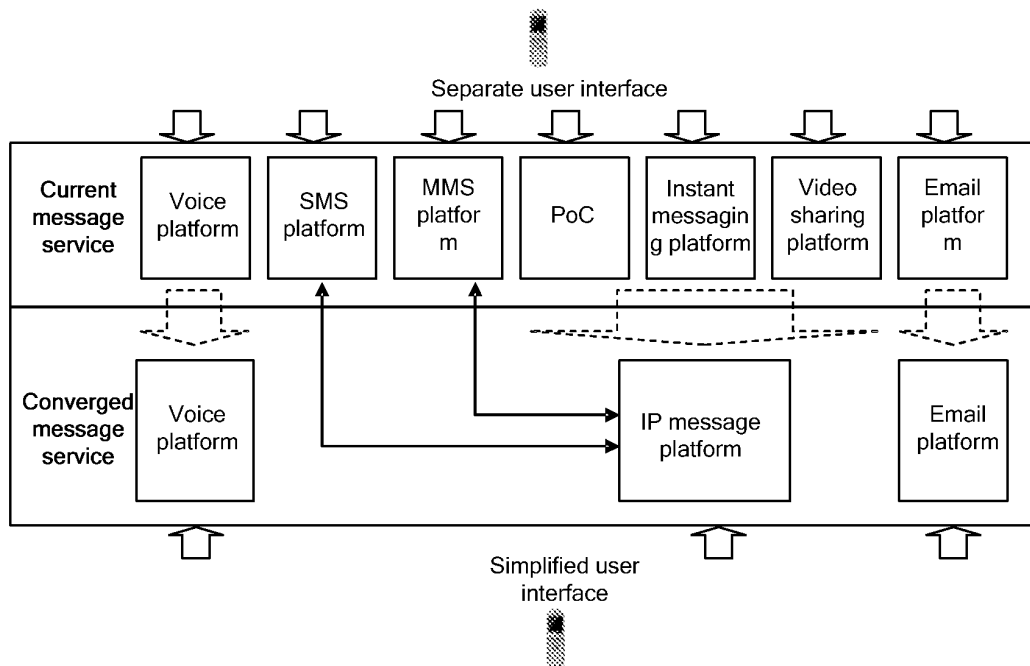 Separate user interface
Current
message
service
Voice
platform
SMS
platform
MMS
platfor
m
PoC
Instant
messagin
g platform
Video
sharing
platform
Email
platfor
m
Converged
message
service
Voice
platform
IP message
platform
Email
platform
Simplified user
interface